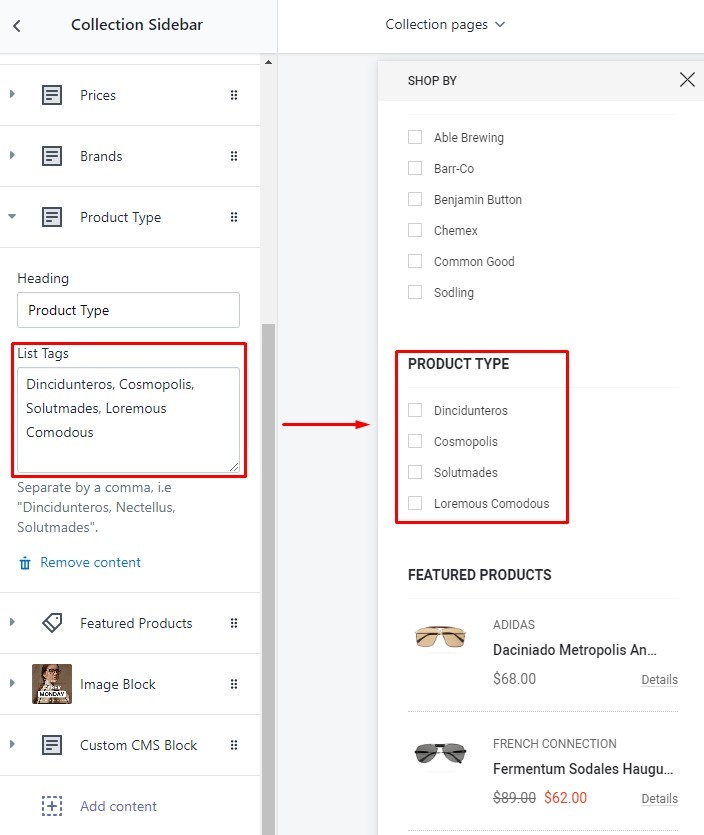 Collection Sidebar
Collection pages
Prices
Brands
Product Type
Heading
Product Type
List Tags
Dincidunteros, Cosmopolis,
Solutmades, Loremous
Comodous
Separate by a comma, i.e
"Dincidunteros, Nectellus,
Solutmades".
Remove content
Featured Products
MONDAY
Image Block
Custom CMS Block
Add content
SHOP BY
Able Brewing
Barr-Co
Benjamin Button
Chemex
Common Good
Sodling
PRODUCT TYPE
Dincidunteros
Cosmopolis
Solutmades
Loremous Comodous
FEATURED PRODUCTS
ADIDAS
Daciniado Metropolis An...
$68.00 Details
FRENCH CONNECTION
Fermentum Sodales Haugu...
$89.00 $62.00 Details